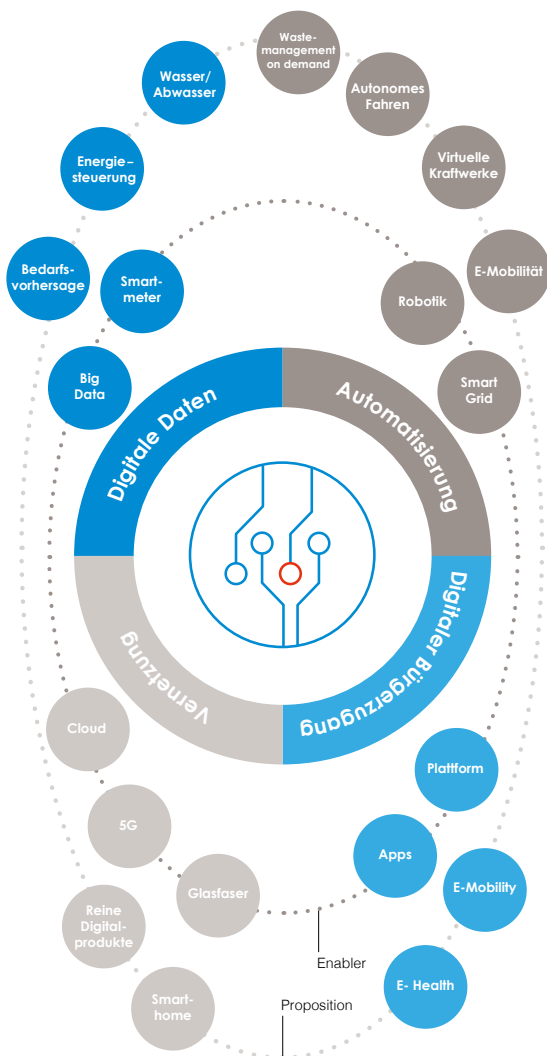 Waste-
management
on demand
Wasser/
Abwasser
Autonomes
Fahren
Energie–
steuerung
Virtuelle
Kraftwerke
Bedarfs-
vorhersage
Smart-
meter
E-Mobilität
Robotik
Big
Data
Smart
Grid
Digitale Daten
Automatisierung
Vernetzung
Digitaler Bürgerzugang
Cloud
Plattform
5G
Apps
Glasfaser
E-Mobility
Reine
Digital-
produkte
Enabler
E- Health
Smart-
home
Proposition